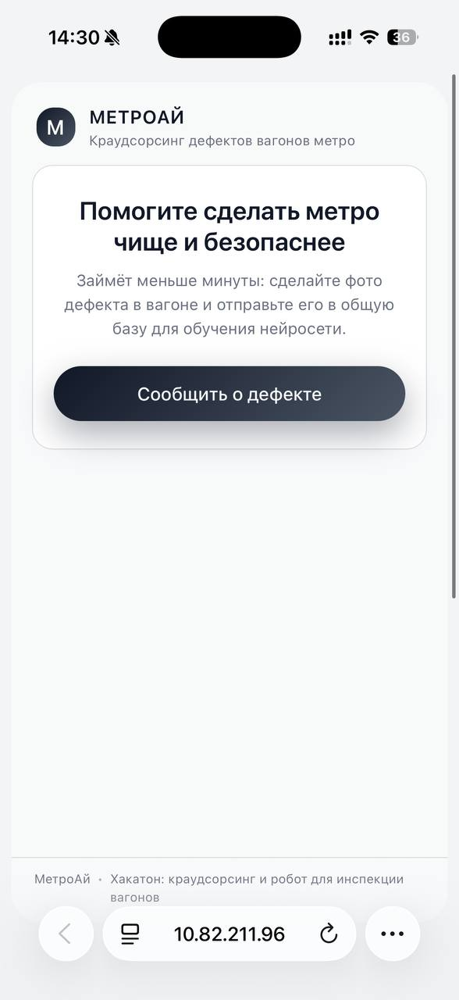 14:30
36
М
МЕТРОАЙ
Краудсорсинг дефектов вагонов метро
Помогите сделать метро
чище и безопаснее
Займёт меньше минуты: сделайте фото
дефекта в вагоне и отправьте его в общую
базу для обучения нейросети.
Сообщить о дефекте
МетроАй • Хакатон: краудсорсинг и робот для инспекции
вагонов
10.82.211.96